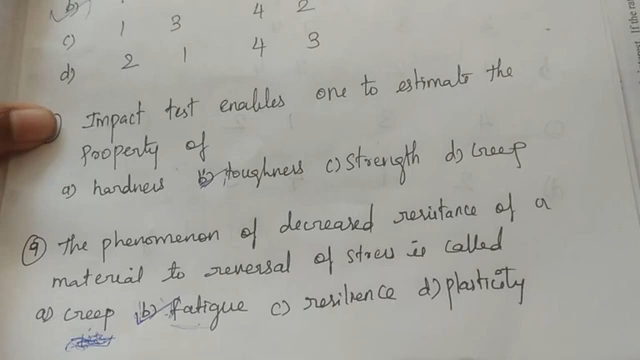 b) 4 2
c) 1 3 4 3
d) 2 1
Impact test enables one to estimate the
Property of
a) hardness b) toughness c) Strength d) Creep
9 The phenomenon of decreased resistance of a
material to reversal of stress is called
a) Creep b) fatigue c) resilience d) plasticity
If the